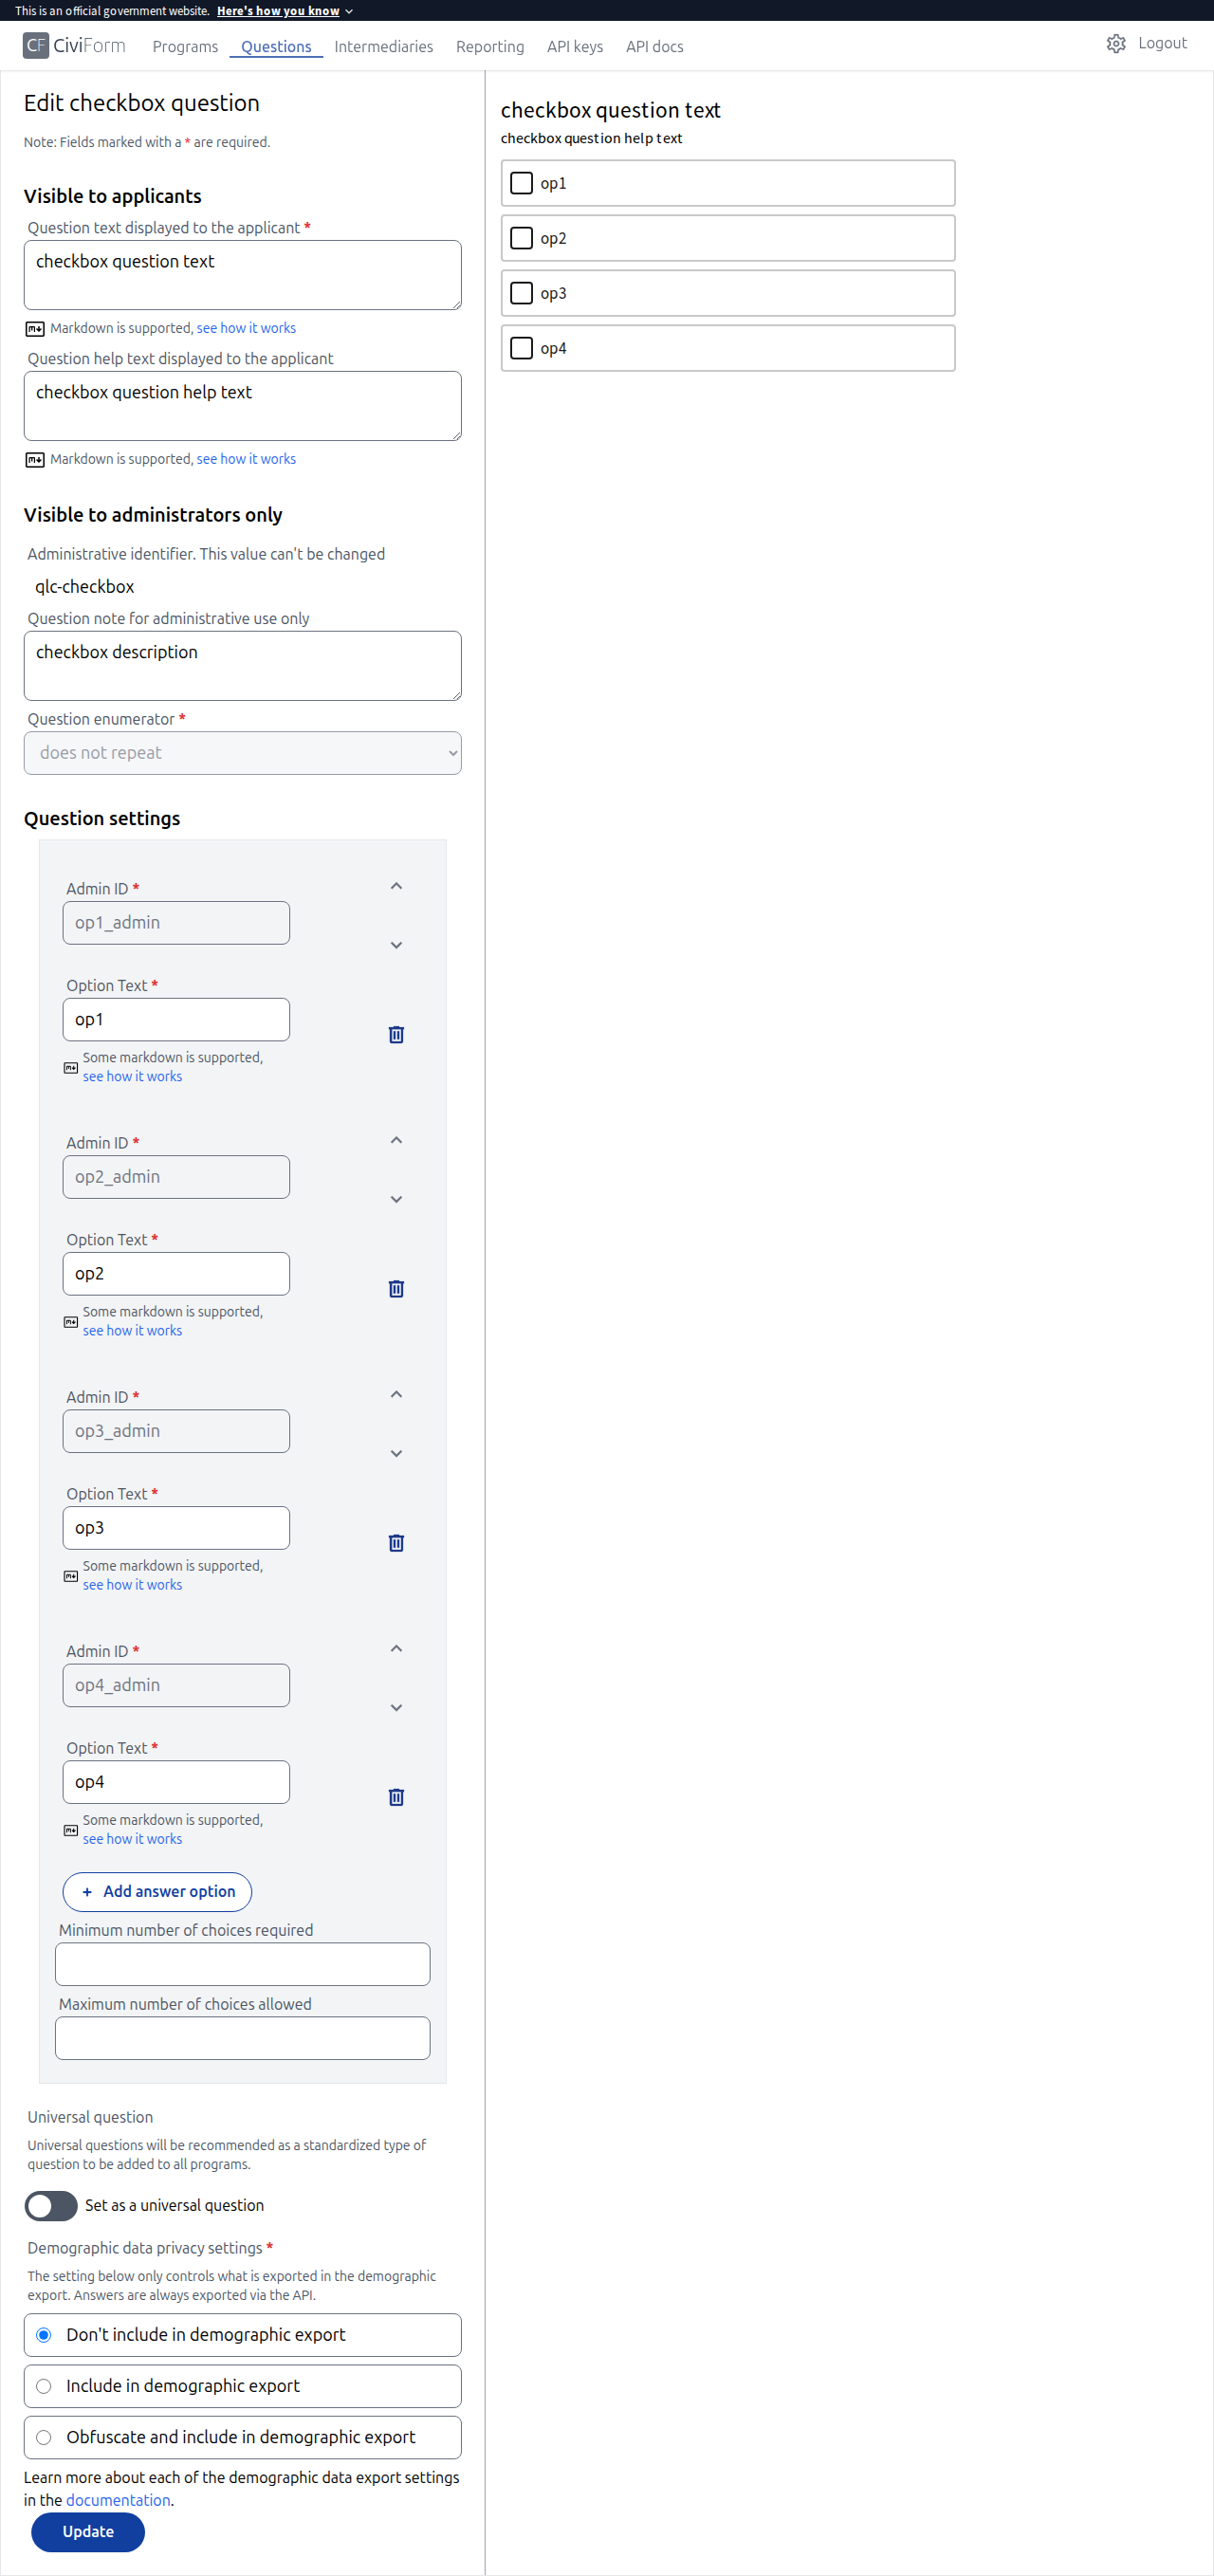 This is an official government website. Here's how you know
CF CiviForm Programs Questions Intermediaries Reporting API keys API docs Logout
Edit checkbox question
Note: Fields marked with a * are required.
Visible to applicants
Question text displayed to the applicant *
checkbox question text
Markdown is supported, see how it works
Question help text displayed to the applicant
checkbox question help text
Markdown is supported, see how it works
Visible to administrators only
Administrative identifier. This value can't be changed
qlc-checkbox
Question note for administrative use only
checkbox description
Question enumerator *
does not repeat
Question settings
Admin ID *
op1_admin
Option Text *
op1
Some markdown is supported,
see how it works
Admin ID *
op2_admin
Option Text *
op2
Some markdown is supported,
see how it works
Admin ID *
op3_admin
Option Text *
op3
Some markdown is supported,
see how it works
Admin ID *
op4_admin
Option Text *
op4
Some markdown is supported,
see how it works
+ Add answer option
Minimum number of choices required
Maximum number of choices allowed
Universal question
Universal questions will be recommended as a standardized type of
question to be added to all programs.
Set as a universal question
Demographic data privacy settings *
The setting below only controls what is exported in the demographic
export. Answers are always exported via the API.
Don't include in demographic export
Include in demographic export
Obfuscate and include in demographic export
Learn more about each of the demographic data export settings
in the documentation.
Update
checkbox question text
checkbox question help text
op1
op2
op3
op4